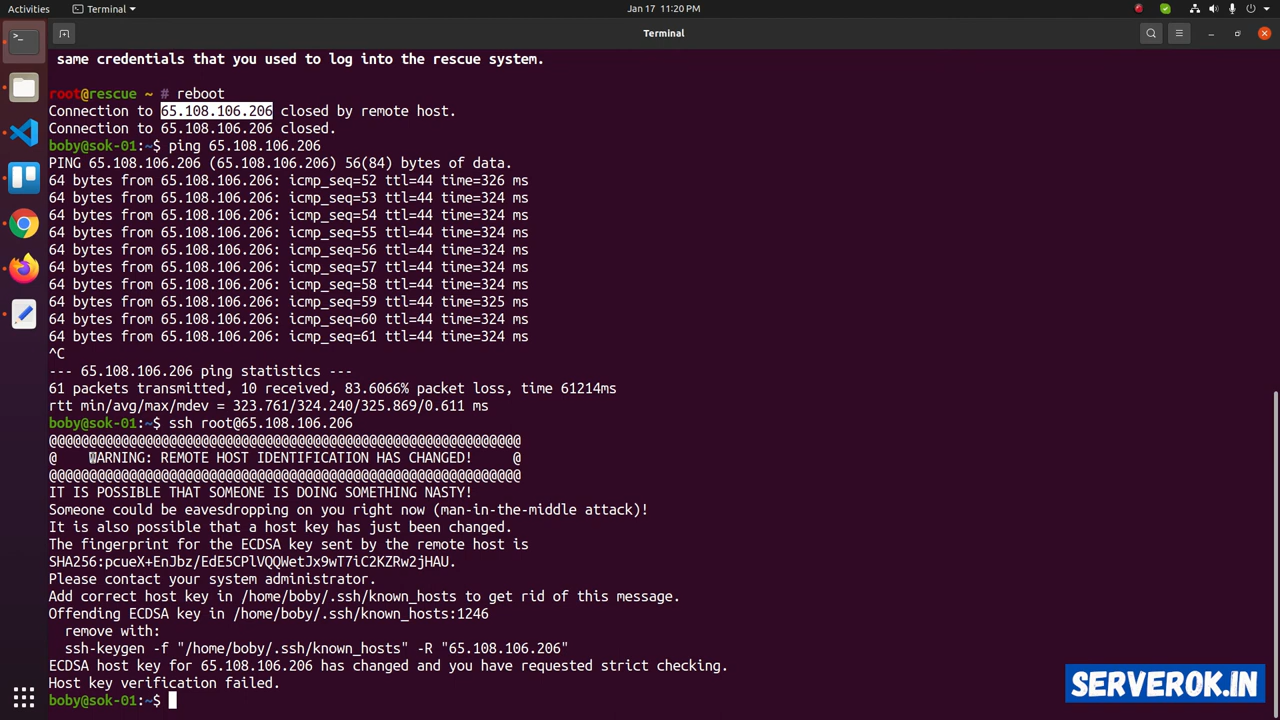 Activities
Terminal
Jan 17 11:20 PM
Terminal
same credentials that you used to log into the rescue system.
root@rescue ~ # reboot
Connection to 65.108.106.206 closed by remote host.
Connection to 65.108.106.206 closed.
boby@sok-01:~$ ping 65.108.106.206
PING 65.108.106.206 (65.108.106.206) 56(84) bytes of data.
64 bytes from 65.108.106.206: icmp_seq=52 ttl=44 time=326 ms
64 bytes from 65.108.106.206: icmp_seq=53 ttl=44 time=324 ms
64 bytes from 65.108.106.206: icmp_seq=54 ttl=44 time=324 ms
64 bytes from 65.108.106.206: icmp_seq=55 ttl=44 time=324 ms
64 bytes from 65.108.106.206: icmp_seq=56 ttl=44 time=324 ms
64 bytes from 65.108.106.206: icmp_seq=57 ttl=44 time=324 ms
64 bytes from 65.108.106.206: icmp_seq=58 ttl=44 time=324 ms
64 bytes from 65.108.106.206: icmp_seq=59 ttl=44 time=325 ms
64 bytes from 65.108.106.206: icmp_seq=60 ttl=44 time=324 ms
64 bytes from 65.108.106.206: icmp_seq=61 ttl=44 time=324 ms
^C
--- 65.108.106.206 ping statistics ---
61 packets transmitted, 10 received, 83.6066% packet loss, time 61214ms
rtt min/avg/max/mdev = 323.761/324.240/325.869/0.611 ms
boby@sok-01:~$ ssh root@65.108.106.206
@@@@@@@@@@@@@@@@@@@@@@@@@@@@@@@@@@@@@@@@@@@@@@@@@@@@@@@@@@@
@    WARNING: REMOTE HOST IDENTIFICATION HAS CHANGED!     @
@@@@@@@@@@@@@@@@@@@@@@@@@@@@@@@@@@@@@@@@@@@@@@@@@@@@@@@@@@@
IT IS POSSIBLE THAT SOMEONE IS DOING SOMETHING NASTY!
Someone could be eavesdropping on you right now (man-in-the-middle attack)!
It is also possible that a host key has just been changed.
The fingerprint for the ECDSA key sent by the remote host is
SHA256:pcueX+EnJbz/EdE5CPlVQQWetJx9wT7iC2KZRw2jHAU.
Please contact your system administrator.
Add correct host key in /home/boby/.ssh/known_hosts to get rid of this message.
Offending ECDSA key in /home/boby/.ssh/known_hosts:1246
remove with:
ssh-keygen -f "/home/boby/.ssh/known_hosts" -R "65.108.106.206"
ECDSA host key for 65.108.106.206 has changed and you have requested strict checking.
Host key verification failed.
boby@sok-01:~$
SERVEROK.IN